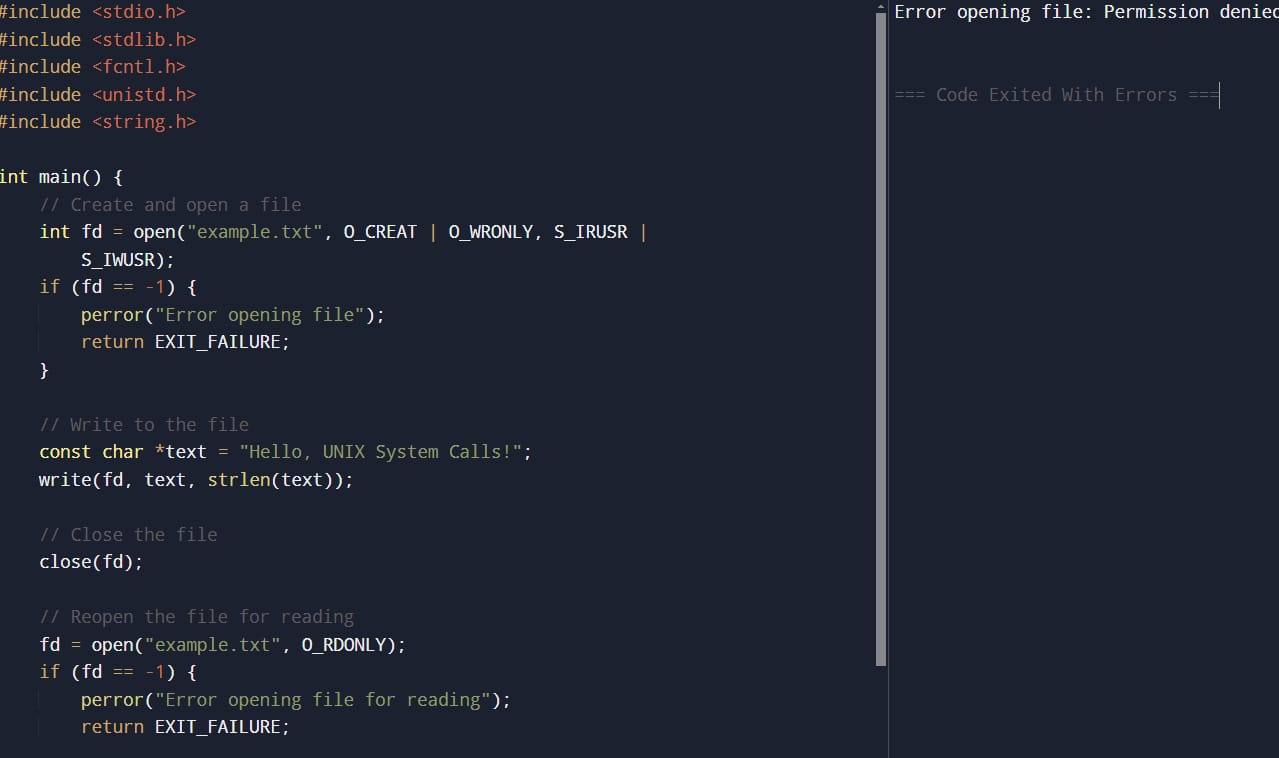 #include <stdio.h>
#include <stdlib.h>
#include <fcntl.h>
#include <unistd.h>
#include <string.h>

int main() {
    // Create and open a file
    int fd = open("example.txt", O_CREAT | O_WRONLY, S_IRUSR |
        S_IWUSR);
    if (fd == -1) {
        perror("Error opening file");
        return EXIT_FAILURE;
    }

    // Write to the file
    const char *text = "Hello, UNIX System Calls!";
    write(fd, text, strlen(text));

    // Close the file
    close(fd);

    // Reopen the file for reading
    fd = open("example.txt", O_RDONLY);
    if (fd == -1) {
        perror("Error opening file for reading");
        return EXIT_FAILURE;

Error opening file: Permission denied

=== Code Exited With Errors ===